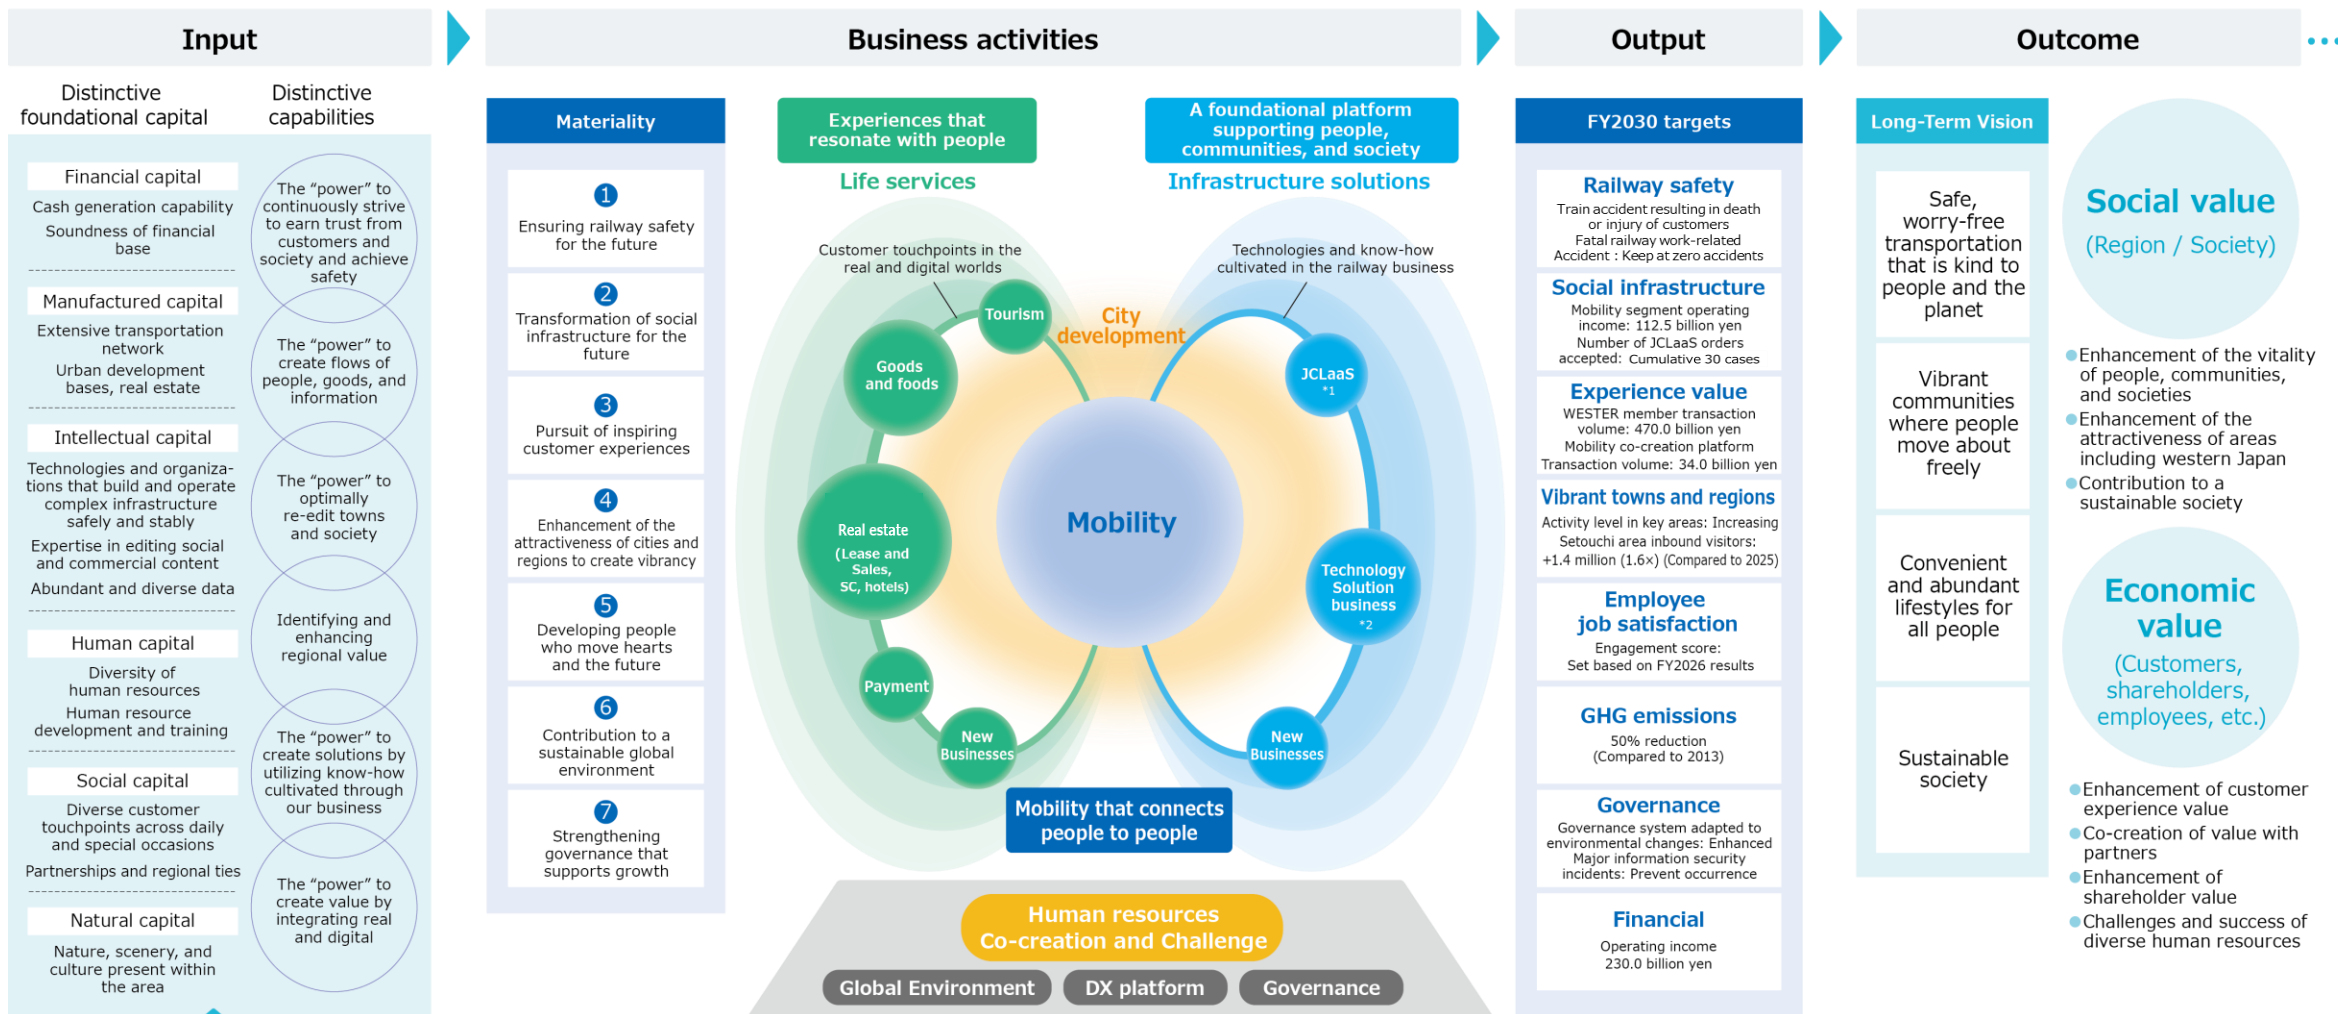 Input
Business activities
Output
Outcome
Distinctive
foundational capital
Distinctive
capabilities
Financial capital
Cash generation capability
Soundness of financial
base
Manufactured capital
Extensive transportation
network
Urban development
bases, real estate
Intellectual capital
Technologies and organiza-
tions that build and operate
complex infrastructure
safely and stably
Expertise in editing social
and commercial content
Abundant and diverse data
Human capital
Diversity of
human resources
Human resource
development and training
Social capital
Diverse customer
touchpoints across daily
and special occasions
Partnerships and regional ties
Natural capital
Nature, scenery, and
culture present within
the area
The “power” to
continuously strive
to earn trust from
customers and
society and achieve
safety
The “power” to
create flows of
people, goods, and
information
The “power” to
optimally
re-edit towns
and society
Identifying and
enhancing
regional value
The “power” to
create solutions by
utilizing know-how
cultivated through
our business
The “power” to
create value by
integrating real
and digital
Materiality
1
Ensuring railway safety
for the future
2
Transformation of social
infrastructure for the
future
3
Pursuit of inspiring
customer experiences
4
Enhancement of the
attractiveness of cities and
regions to create vibrancy
5
Developing people
who move hearts
and the future
6
Contribution to a
sustainable global
environment
7
Strengthening
governance that
supports growth
Experiences that
resonate with people
Life services
Customer touchpoints in the
real and digital worlds
Tourism
Goods
and foods
Real estate
(Lease and
Sales,
SC, hotels)
Payment
New
Businesses
City
development
Mobility
A foundational platform
supporting people,
communities, and society
Infrastructure solutions
Technologies and know-how
cultivated in the railway business
JCLaaS
*1
Technology
Solution
business
*2
New
Businesses
Mobility that connects
people to people
Human resources
Co-creation and Challenge
Global Environment
DX platform
Governance
FY2030 targets
Railway safety
Train accident resulting in death
or injury of customers
Fatal railway work-related
Accident : Keep at zero accidents
Social infrastructure
Mobility segment operating
income: 112.5 billion yen
Number of JCLaaS orders
accepted: Cumulative 30 cases
Experience value
WESTER member transaction
volume: 470.0 billion yen
Mobility co-creation platform
Transaction volume: 34.0 billion yen
Vibrant towns and regions
Activity level in key areas: Increasing
Setouchi area inbound visitors:
+1.4 million (1.6×) (Compared to 2025)
Employee
job satisfaction
Engagement score:
Set based on FY2026 results
GHG emissions
50% reduction
(Compared to 2013)
Governance
Governance system adapted to
environmental changes: Enhanced
Major information security
incidents: Prevent occurrence
Financial
Operating income
230.0 billion yen
Long-Term Vision
Safe,
worry-free
transportation
that is kind to
people and the
planet
Vibrant
communities
where people
move about
freely
Convenient
and abundant
lifestyles for
all people
Sustainable
society
Social value
(Region / Society)
●Enhancement of the vitality
of people, communities,
and societies
●Enhancement of the
attractiveness of areas
including western Japan
●Contribution to a
sustainable society
Economic
value
(Customers,
shareholders,
employees, etc.)
●Enhancement of customer
experience value
●Co-creation of value with
partners
●Enhancement of
shareholder value
●Challenges and success of
diverse human resources